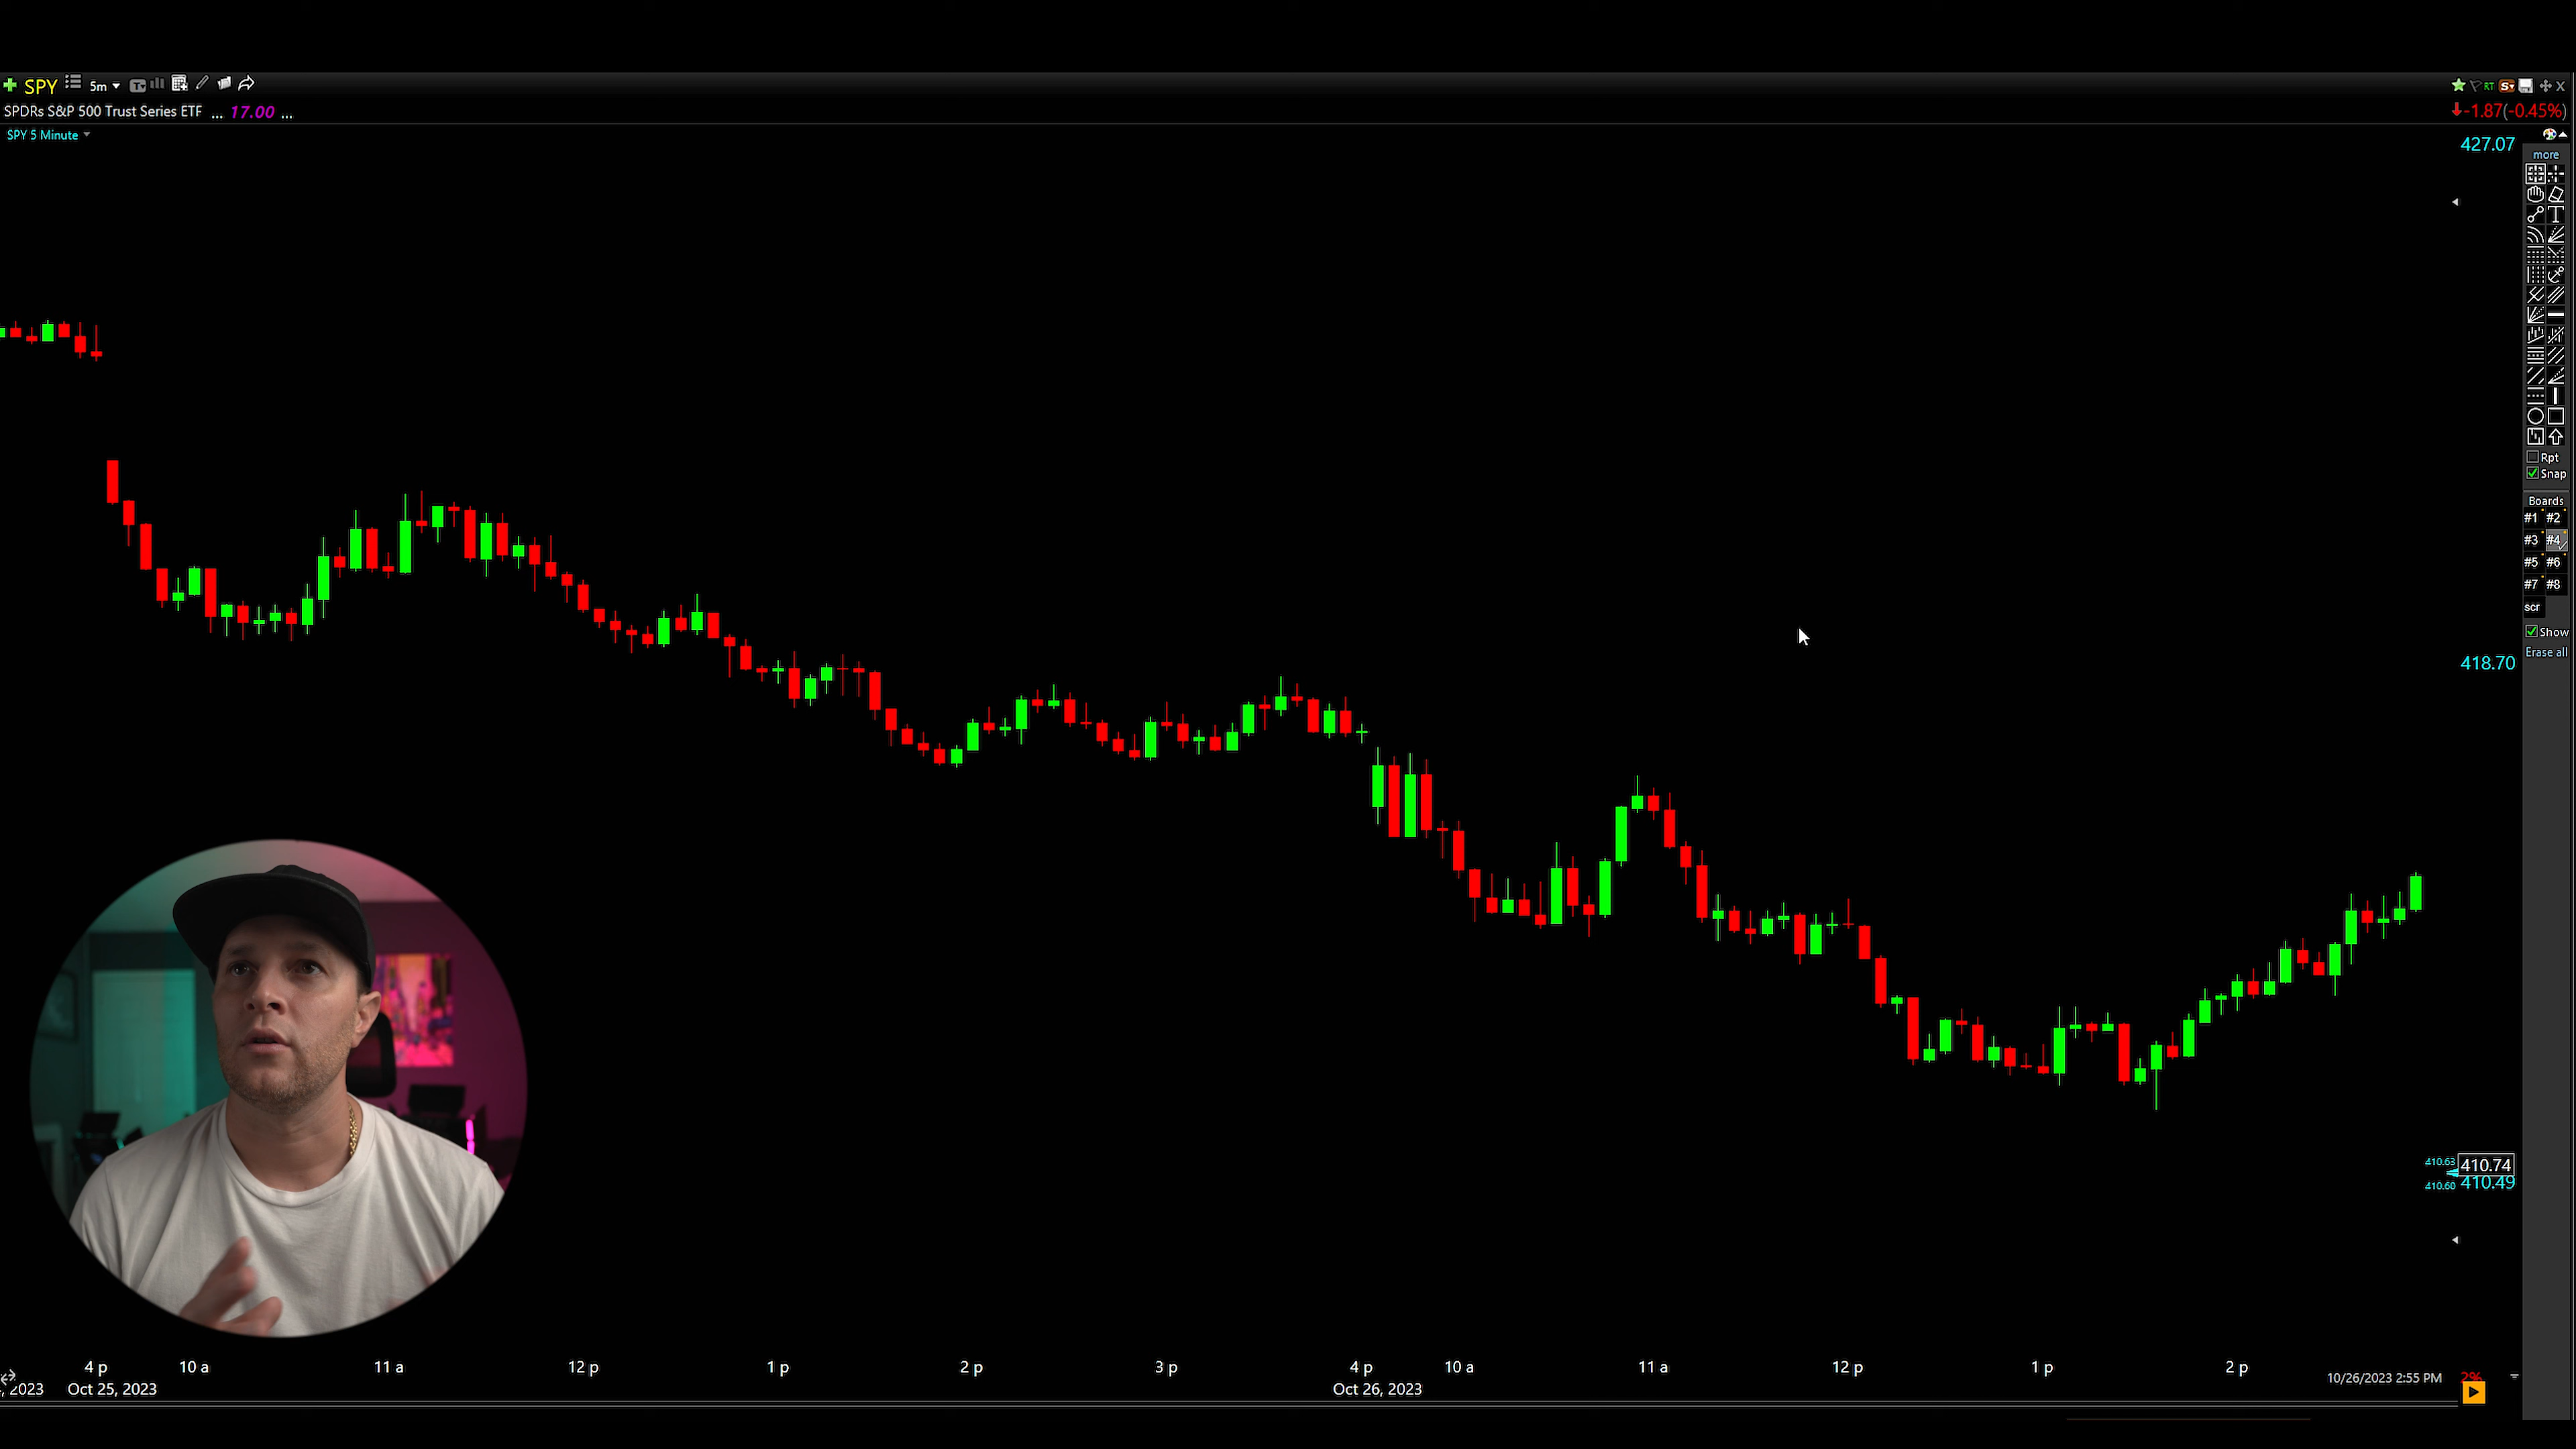 SPY 5m
SPDRs S&P 500 Trust Series ETF ... 17.00 ...
-1.87(-0.45%)
SPY 5 Minute
RT
427.07
more
Rpt
Snap
Boards
#1 #2
#3 #4
#5 #6
#7 #8
scr
Show
Erase all
418.70
410.63 410.74
410.60 410.49
4 p 10 a 11 a 12 p 1 p 2 p 3 p 4 p 10 a 11 a 12 p 1 p 2 p
, 2023 Oct 25, 2023 Oct 26, 2023 10/26/2023 2:55 PM 2%